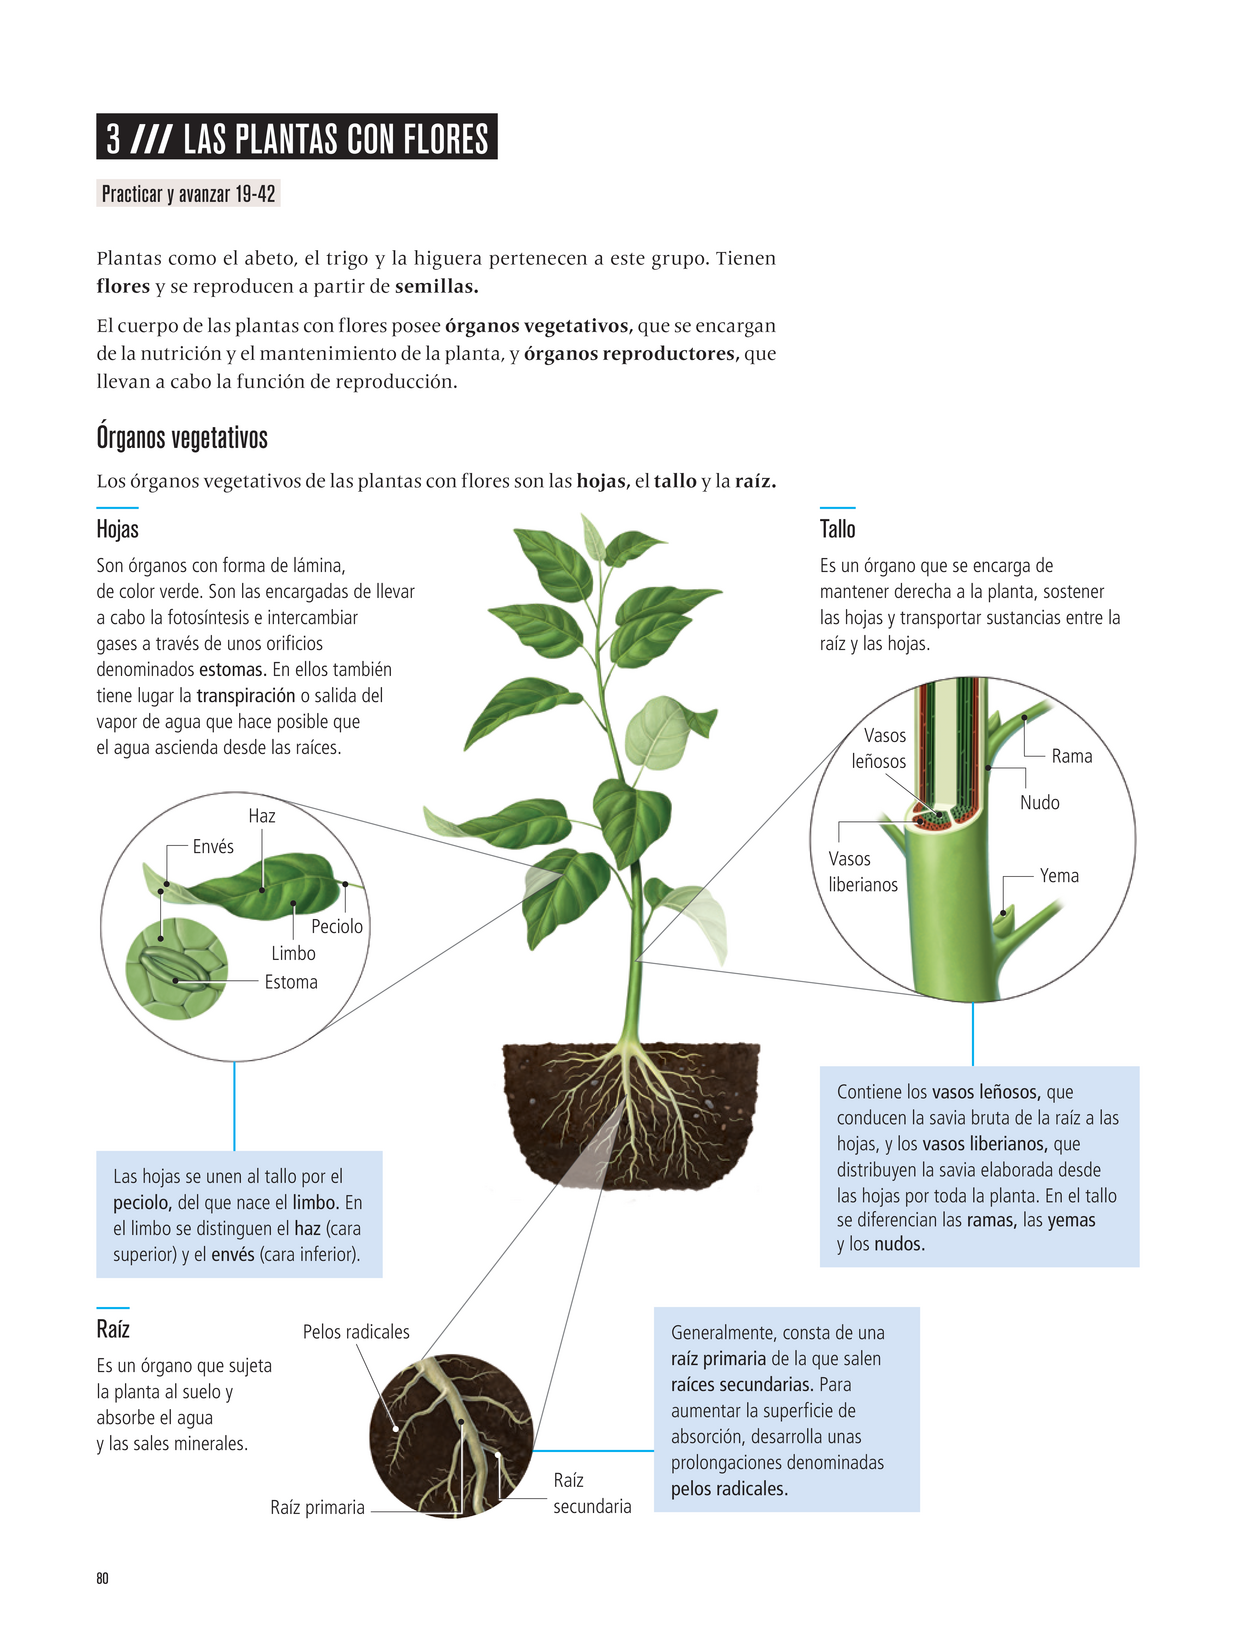 3 /// LAS PLANTAS CON FLORES
Practicar y avanzar 19-42
Plantas como el abeto, el trigo y la higuera pertenecen a este grupo. Tienen
flores y se reproducen a partir de semillas.
El cuerpo de las plantas con flores posee órganos vegetativos, que se encargan
de la nutrición y el mantenimiento de la planta, y órganos reproductores, que
llevan a cabo la función de reproducción.
Órganos vegetativos
Los órganos vegetativos de las plantas con flores son las hojas, el tallo y la raíz.
Hojas
Son órganos con forma de lámina,
de color verde. Son las encargadas de llevar
a cabo la fotosíntesis e intercambiar
gases a través de unos orificios
denominados estomas. En ellos también
tiene lugar la transpiración o salida del
vapor de agua que hace posible que
el agua ascienda desde las raíces.
Haz
Envés
Peciolo
Limbo
Estoma
Las hojas se unen al tallo por el
peciolo, del que nace el limbo. En
el limbo se distinguen el haz (cara
superior) y el envés (cara inferior).
Tallo
Es un órgano que se encarga de
mantener derecha a la planta, sostener
las hojas y transportar sustancias entre la
raíz y las hojas.
Vasos
leñosos
Rama
Nudo
Vasos
liberianos
Yema
Contiene los vasos leñosos, que
conducen la savia bruta de la raíz a las
hojas, y los vasos liberianos, que
distribuyen la savia elaborada desde
las hojas por toda la planta. En el tallo
se diferencian las ramas, las yemas
y los nudos.
Raíz
Es un órgano que sujeta
la planta al suelo y
absorbe el agua
y las sales minerales.
Pelos radicales
Raíz primaria
Raíz
secundaria
Generalmente, consta de una
raíz primaria de la que salen
raíces secundarias. Para
aumentar la superficie de
absorción, desarrolla unas
prolongaciones denominadas
pelos radicales.
80